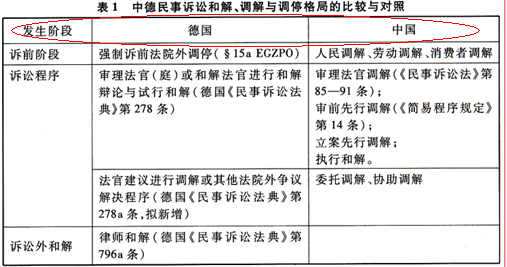 表1 中德民事诉讼和解、调解与调停格局的比较与对照
发生阶段 德国 中国
诉前阶段 强制诉前法院外调停(§15a EGZPO) 人民调解、劳动调解、消费者调解
诉讼程序 审理法官(庭)或和解法官进行和解 审理法官调解(《民事诉讼法》第
辩论与试行和解(德国《民事诉讼法 85—91条);
典》第278条) 审前先行调解(《简易程序规定》
第14条);
立案先行调解;
执行和解。
法官建议进行调解或其他法院外争议 委托调解、协助调解
解决程序(德国《民事诉讼法典》第
278a条,拟新增)
诉讼外和解 律师和解(德国《民事诉讼法典》第
796a条)